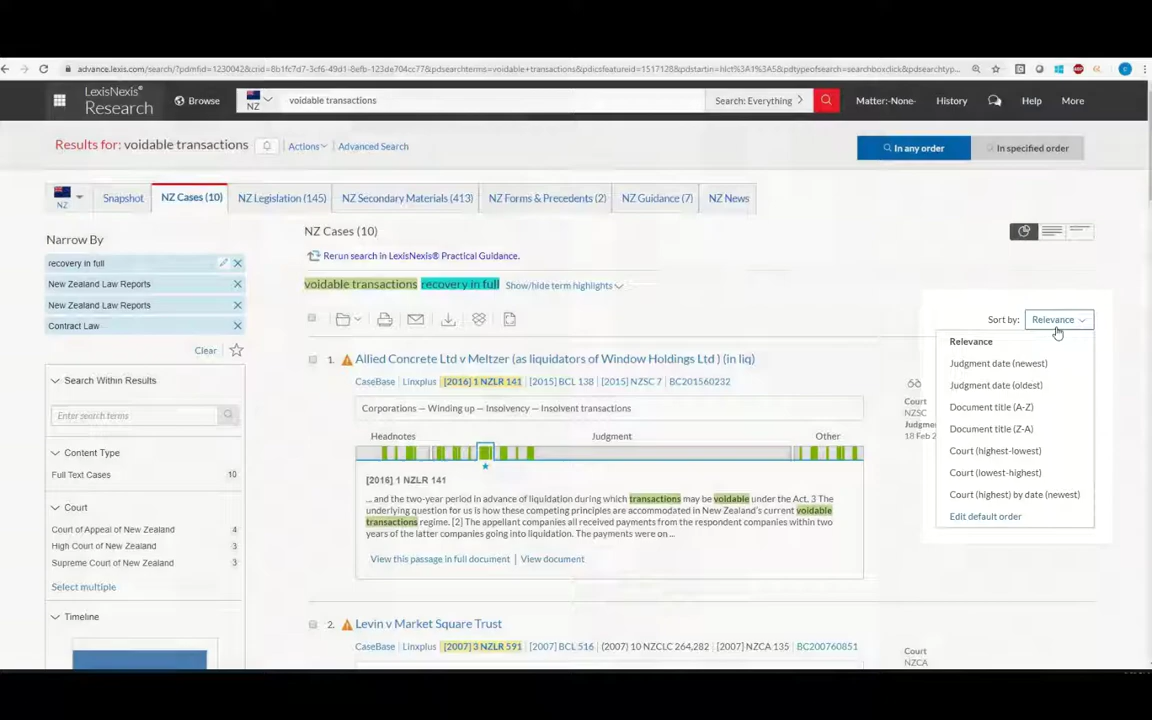 advance.lexis.com/search/?pdmfid=1230042&crid=8b1fc7d7-3cf6-49d1-8efb-123de704cc77&pdsearchterms=voidable+transactions&pdicsfeatureid=1517128&pdstartin=hlct%3A1%3A5&pdtypeofsearch=searchboxclick&pdsearchtyp...
LexisNexis®
Research
Browse
NZ
voidable transactions
Search: Everything
Matter:-None-
History
Help
More
Results for: voidable transactions
Actions
Advanced Search
In any order
In specified order
NZ
Snapshot
NZ Cases (10)
NZ Legislation (145)
NZ Secondary Materials (413)
NZ Forms & Precedents (2)
NZ Guidance (7)
NZ News
Narrow By
recovery in full
New Zealand Law Reports
New Zealand Law Reports
Contract Law
Clear
Search Within Results
Enter search terms
Content Type
Full Text Cases 10
Court
Court of Appeal of New Zealand 4
High Court of New Zealand 3
Supreme Court of New Zealand 3
Select multiple
Timeline
NZ Cases (10)
Rerun search in LexisNexis® Practical Guidance.
voidable transactions recovery in full Show/hide term highlights
1. Allied Concrete Ltd v Meltzer (as liquidators of Window Holdings Ltd ) (in liq)
CaseBase | Linxplus | [2016] 1 NZLR 141 | [2015] BCL 138 | [2015] NZSC 7 | BC201560232
Corporations — Winding up — Insolvency — Insolvent transactions
Headnotes Judgment Other
[2016] 1 NZLR 141
... and the two-year period in advance of liquidation during which transactions may be voidable under the Act. 3 The
underlying question for us is how these competing principles are accommodated in New Zealand's current voidable
transactions regime. [2] The appellant companies all received payments from the respondent companies within two
years of the latter companies going into liquidation. The payments were on ...
View this passage in full document | View document
2. Levin v Market Square Trust
CaseBase | Linxplus | [2007] 3 NZLR 591 | [2007] BCL 516 | (2007) 10 NZCLC 264,282 | [2007] NZCA 135 | BC200760851
Sort by: Relevance
Relevance
Judgment date (newest)
Judgment date (oldest)
Document title (A-Z)
Document title (Z-A)
Court (highest-lowest)
Court (lowest-highest)
Court (highest) by date (newest)
Edit default order
Court
NZSC
Judgme
18 Feb 2
Court
NZCA